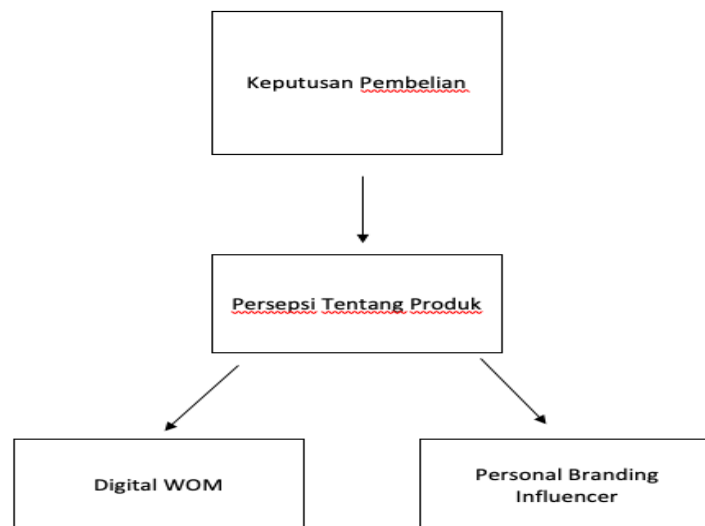 Keputusan Pembelian
Persepsi Tentang Produk
Digital WOM
Personal Branding
Influencer